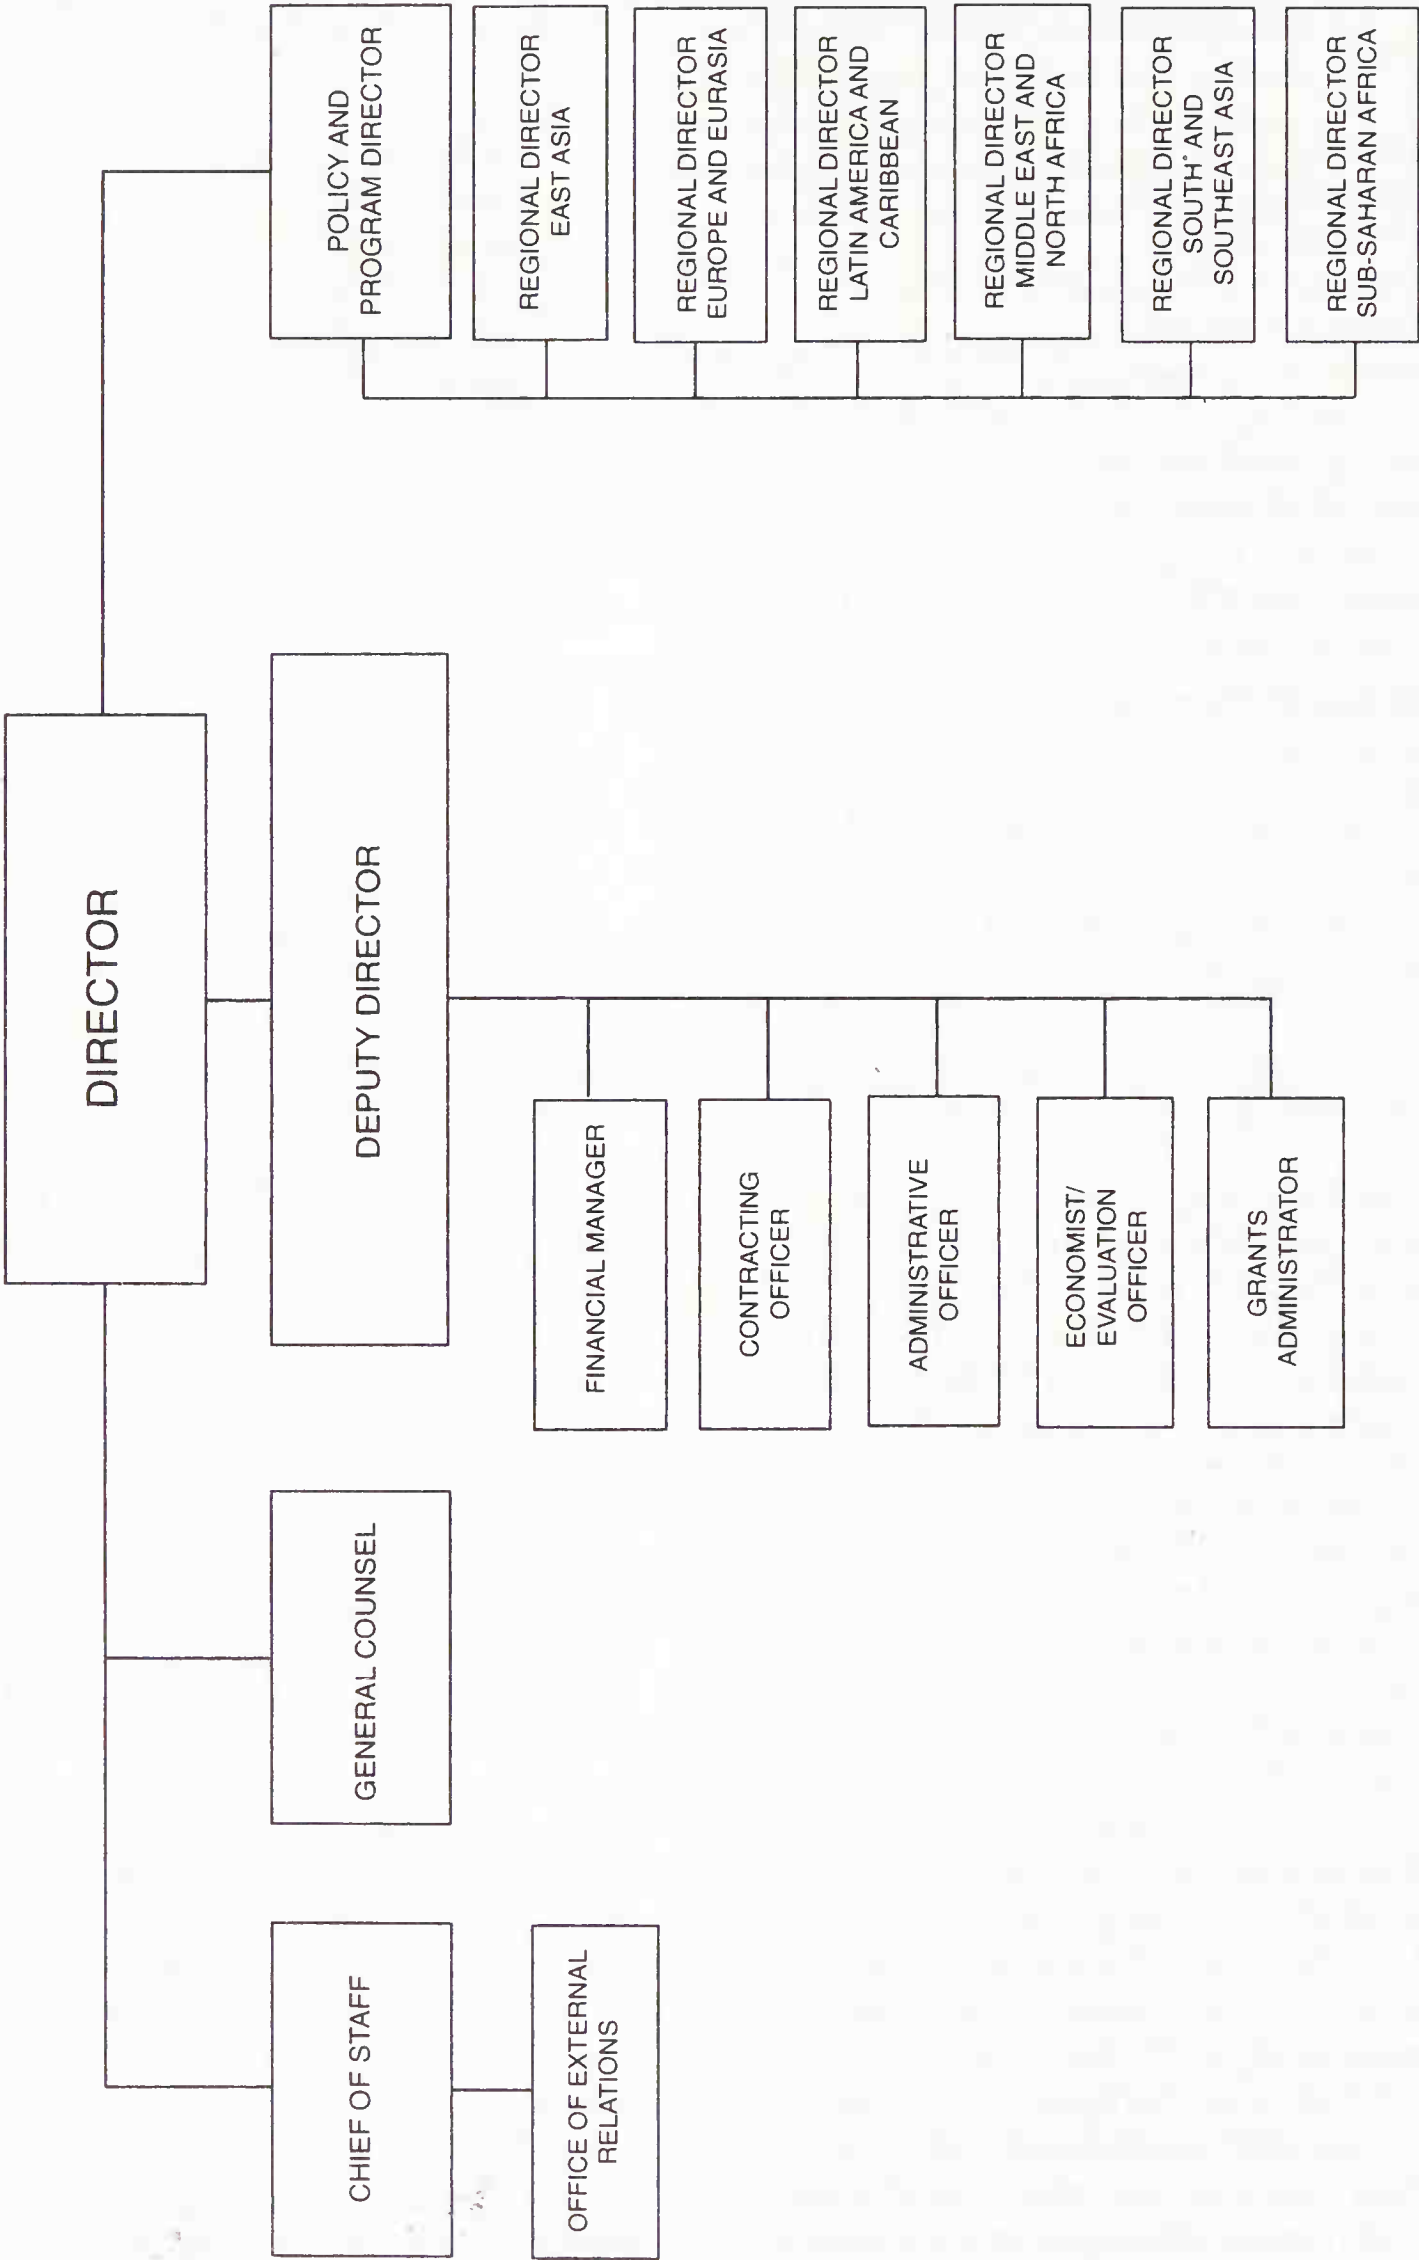 DIRECTOR
CHIEF OF STAFF
GENERAL COUNSEL
DEPUTY DIRECTOR
POLICY AND
PROGRAM DIRECTOR
OFFICE OF EXTERNAL
RELATIONS
FINANCIAL MANAGER
CONTRACTING
OFFICER
ADMINISTRATIVE
OFFICER
ECONOMIST/
EVALUATION
OFFICER
GRANTS
ADMINISTRATOR
REGIONAL DIRECTOR
EAST ASIA
REGIONAL DIRECTOR
EUROPE AND EURASIA
REGIONAL DIRECTOR
LATIN AMERICA AND
CARIBBEAN
REGIONAL DIRECTOR
MIDDLE EAST AND
NORTH AFRICA
REGIONAL DIRECTOR
SOUTH AND
SOUTHEAST ASIA
REGIONAL DIRECTOR
SUB-SAHARAN AFRICA